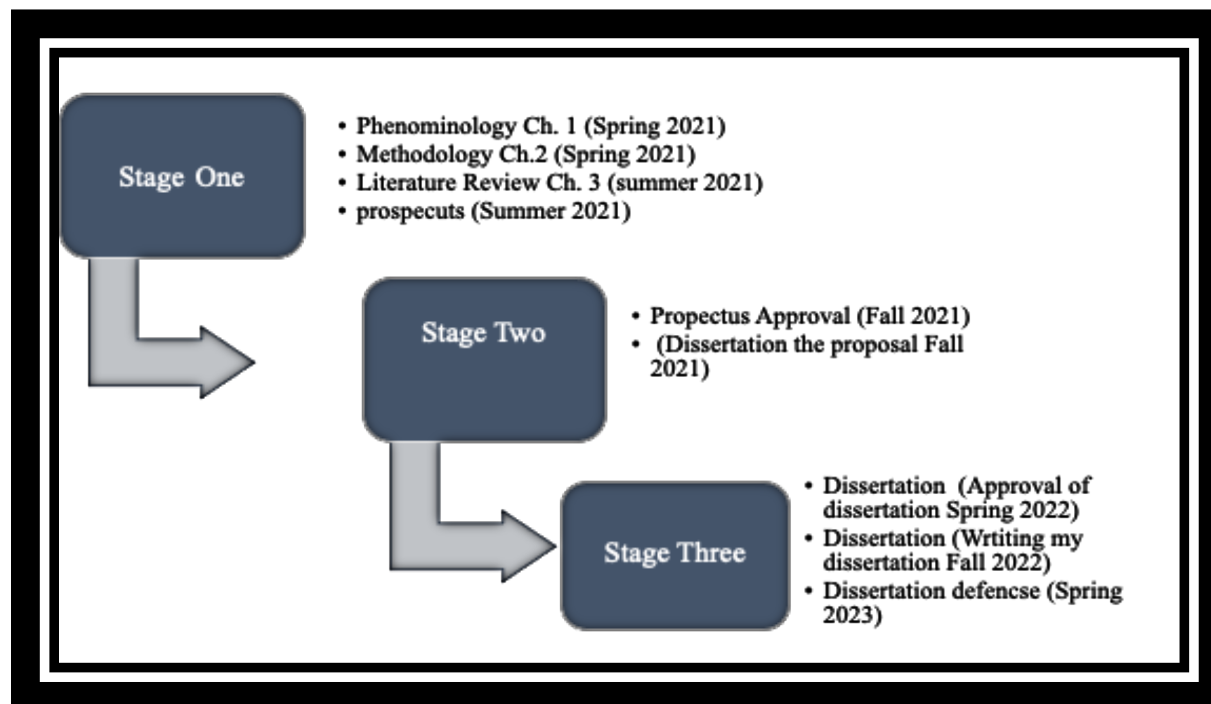 Stage One
• Phenominology Ch. 1 (Spring 2021)
• Methodology Ch.2 (Spring 2021)
• Literature Review Ch. 3 (summer 2021)
• prospecuts (Summer 2021)
Stage Two
• Propectus Approval (Fall 2021)
• (Dissertation the proposal Fall
2021)
Stage Three
• Dissertation (Approval of
dissertation Spring 2022)
• Dissertation (Wrtiting my
dissertation Fall 2022)
• Dissertation defencse (Spring
2023)